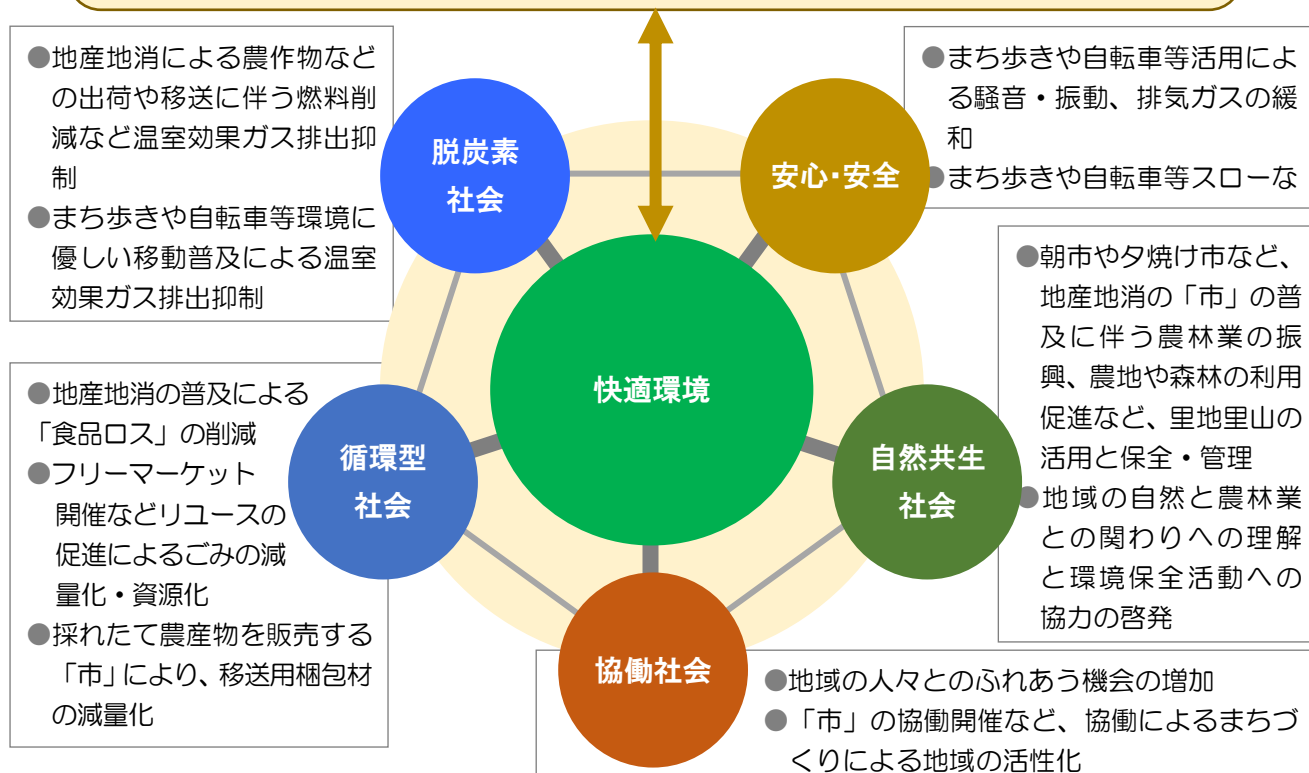 ●地産地消による農作物など
の出荷や移送に伴う燃料削
減など温室効果ガス排出抑
制
●まち歩きや自転車等環境に
優しい移動普及による温室
効果ガス排出抑制
脱炭素
社会
安心・安全
●まち歩きや自転車等活用によ
る騒音・振動、排気ガスの緩
和
●まち歩きや自転車等スローな
●朝市や夕焼け市など、
地産地消の「市」の普
及に伴う農林業の振
興、農地や森林の利用
促進など、里地里山の
活用と保全・管理
●地域の自然と農林業
との関わりへの理解
と環境保全活動への
協力の啓発
快適環境
●地産地消の普及による
「食品ロス」の削減
●フリーマーケット
開催などリユースの
促進によるごみの減
量化・資源化
●採れたて農産物を販売する
「市」により、移送用梱包材
の減量化
循環型
社会
自然共生
社会
協働社会
●地域の人々とのふれあう機会の増加
●「市」の協働開催など、協働によるまちづ
くりによる地域の活性化